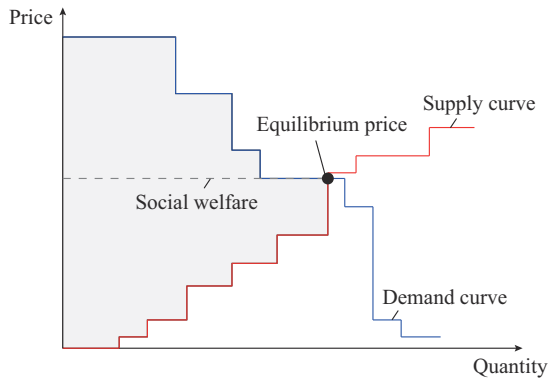 Price
Supply curve
Equilibrium price
Social welfare
Demand curve
Quantity